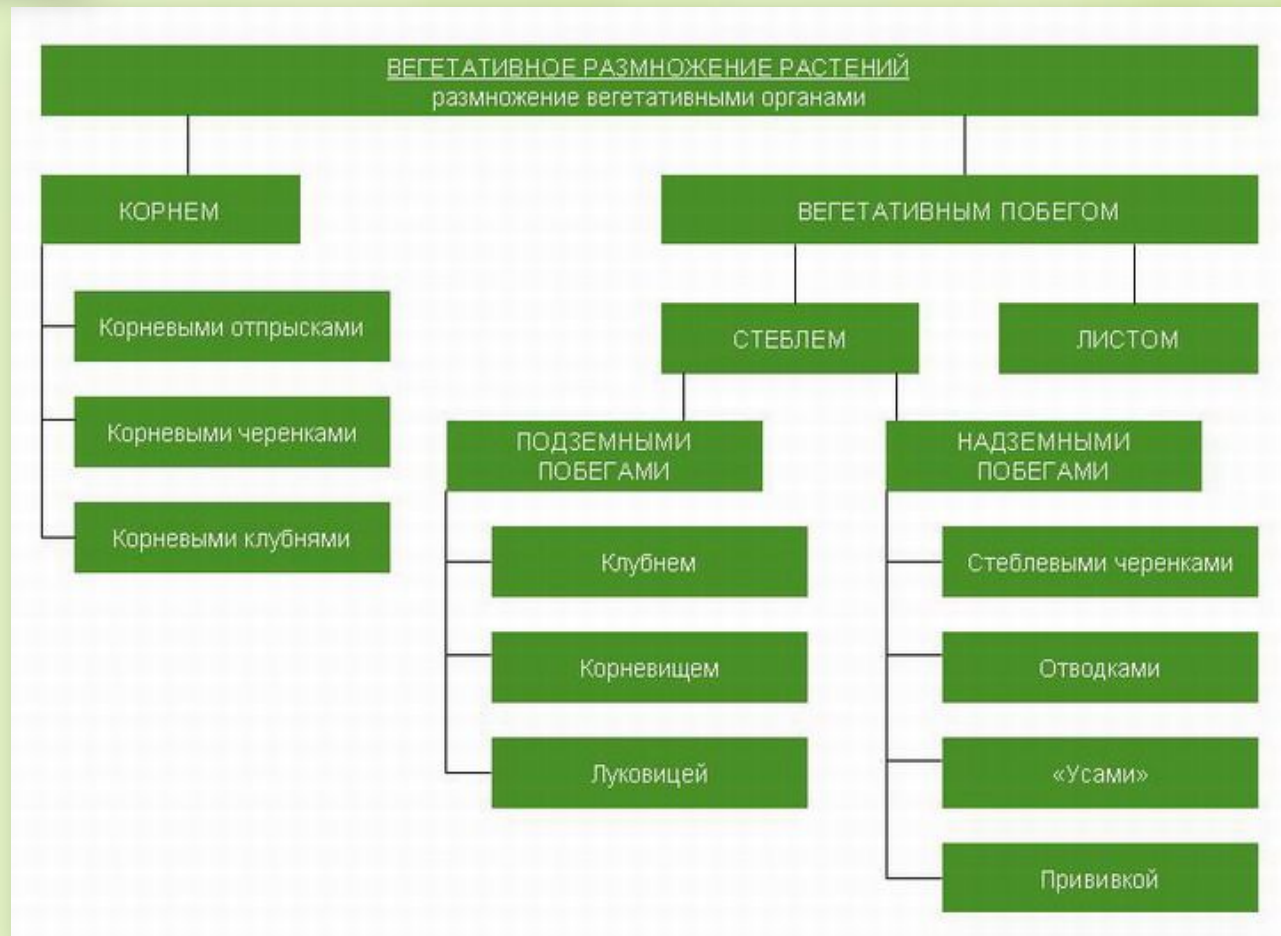 ВЕГЕТАТИВНОЕ РАЗМНОЖЕНИЕ РАСТЕНИЙ
размножение вегетативными органами
КОРНЕМ
Корневыми отпрысками
Корневыми черенками
Корневыми клубнями
ВЕГЕТАТИВНЫМ ПОБЕГОМ
СТЕБЛЕМ
ЛИСТОМ
ПОДЗЕМНЫМИ
ПОБЕГАМИ
Клубнем
Корневищем
Луковицей
НАДЗЕМНЫМИ
ПОБЕГАМИ
Стеблевыми черенками
Отводками
«Усами»
Прививкой